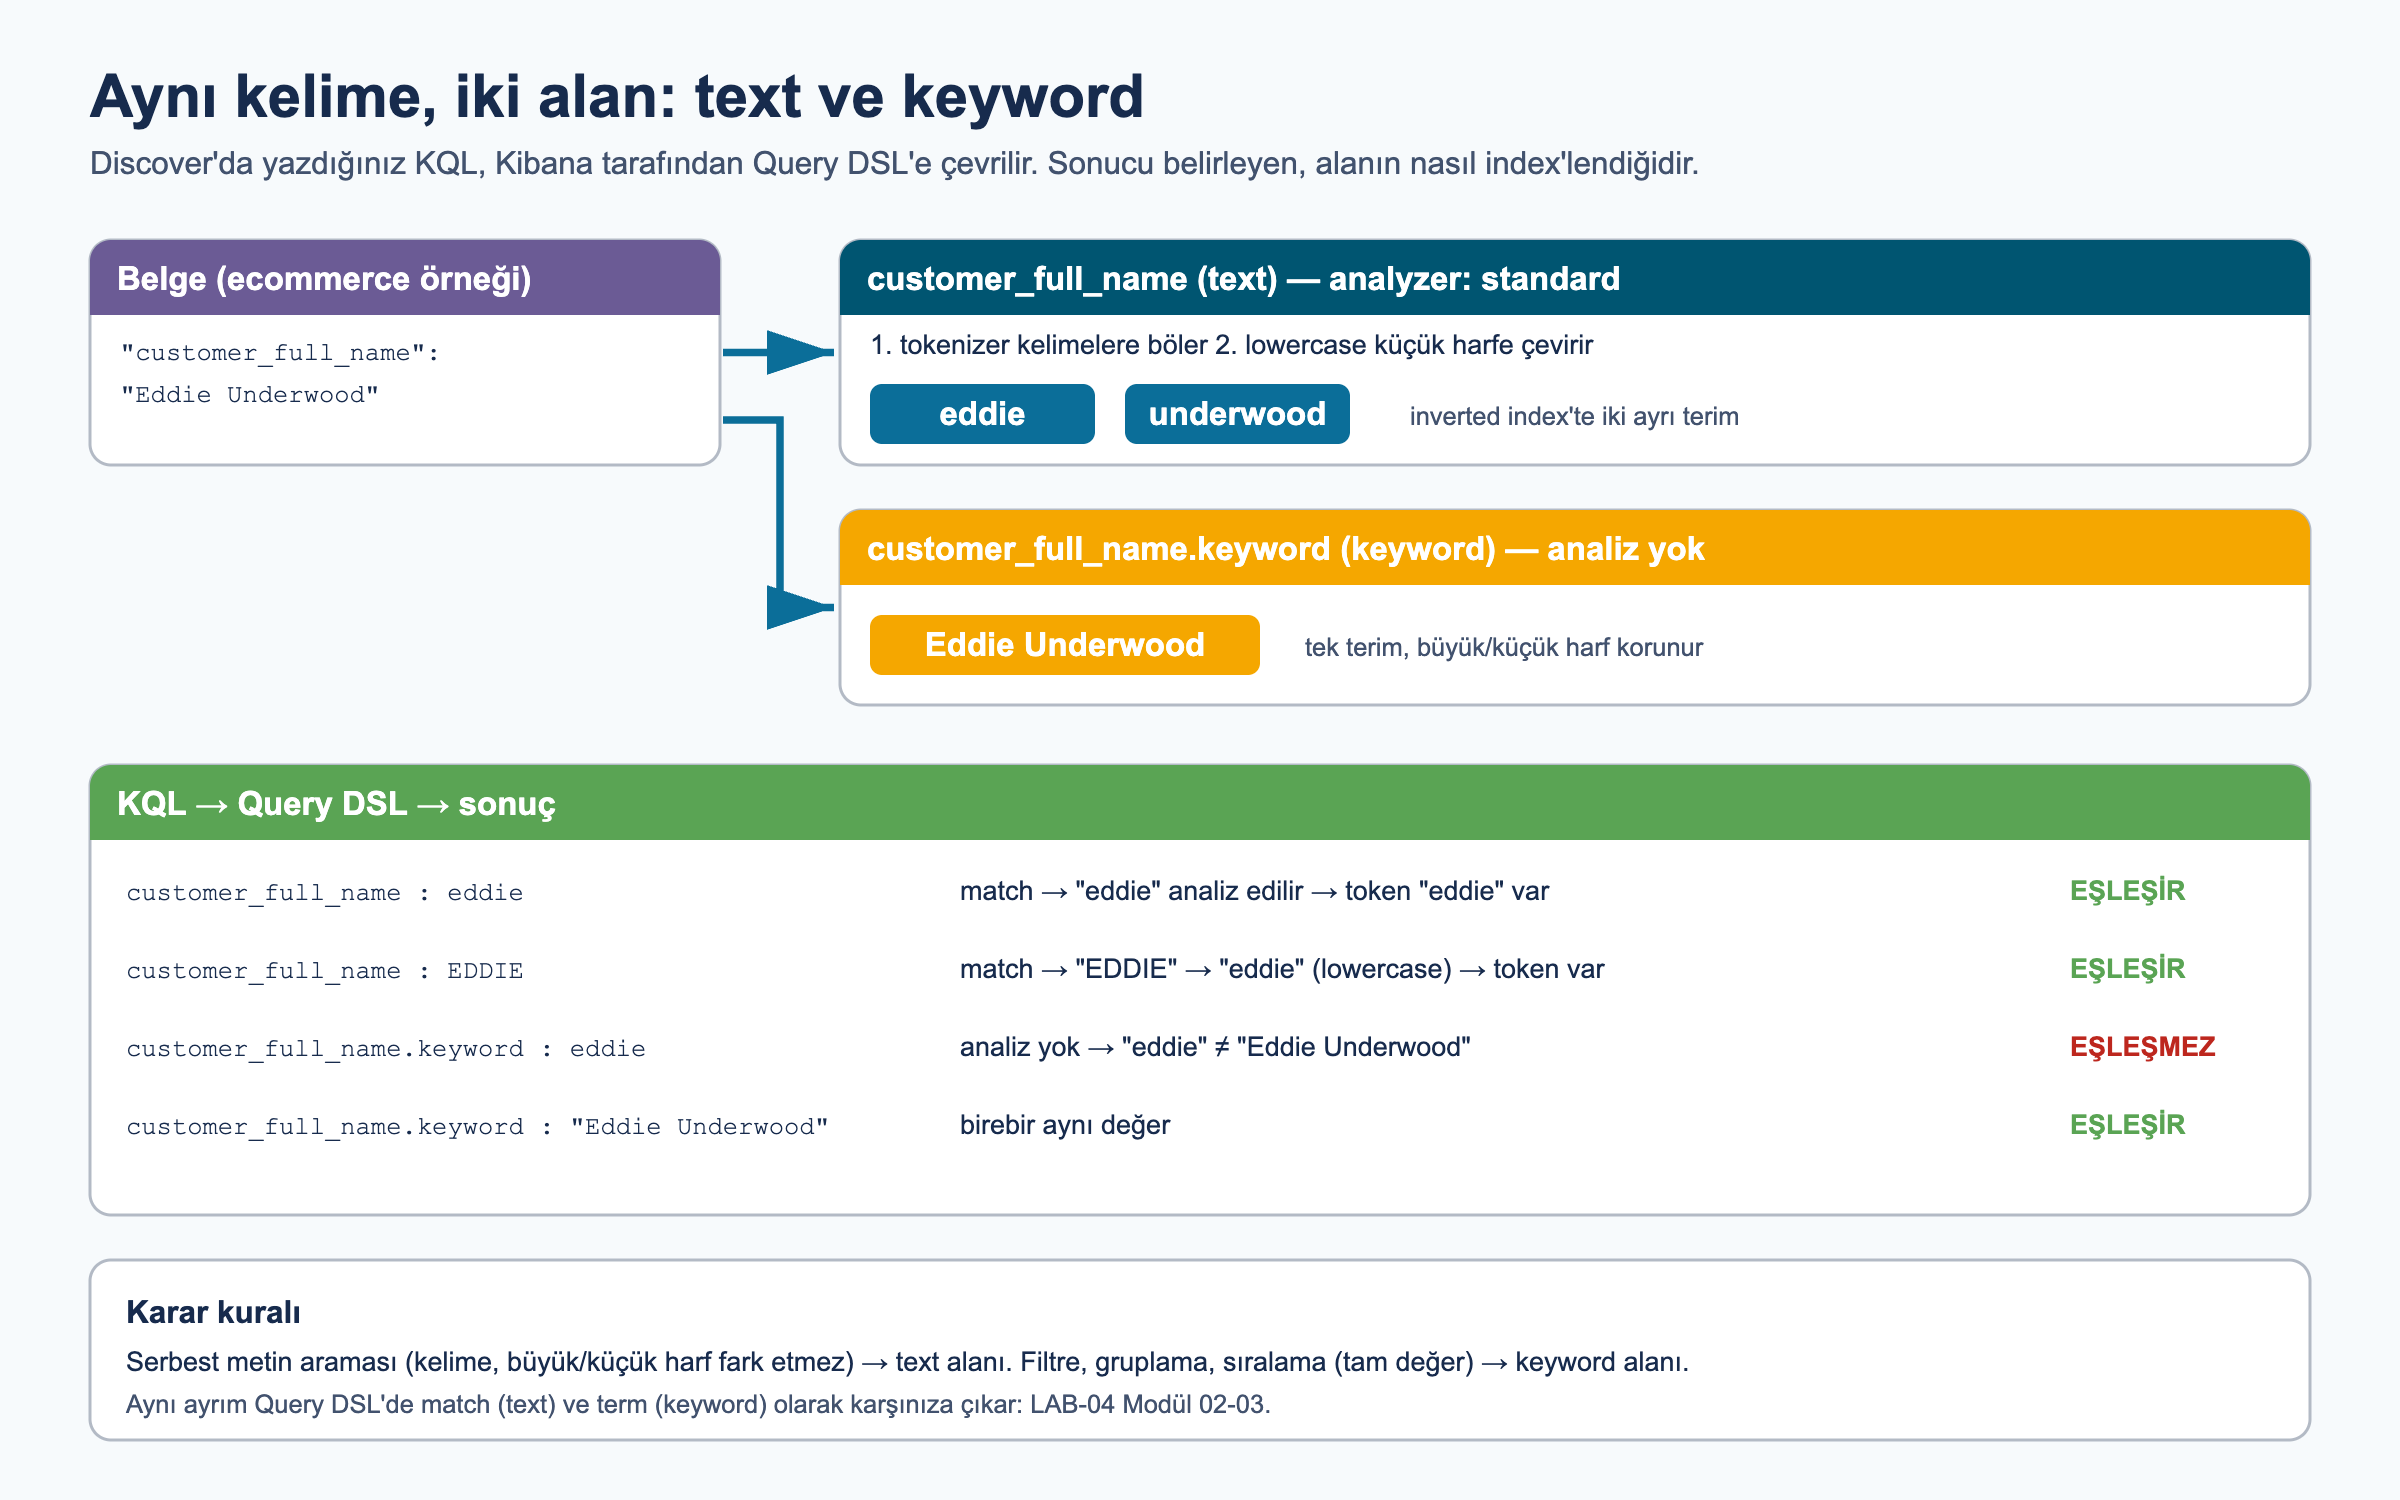 Aynı kelime, iki alan: text ve keyword
Discover'da yazdığınız KQL, Kibana tarafından Query DSL'e çevrilir. Sonucu belirleyen, alanın nasıl index'lendiğidir.
Belge (ecommerce örneği)
"customer_full_name":
"Eddie Underwood"
customer_full_name (text) — analyzer: standard
1. tokenizer kelimelere böler 2. lowercase küçük harfe çevirir
eddie underwood inverted index'te iki ayrı terim
customer_full_name.keyword (keyword) — analiz yok
Eddie Underwood tek terim, büyük/küçük harf korunur
KQL → Query DSL → sonuç
customer_full_name : eddie match → "eddie" analiz edilir → token "eddie" var EŞLEŞİR
customer_full_name : EDDIE match → "EDDIE" → "eddie" (lowercase) → token var EŞLEŞİR
customer_full_name.keyword : eddie analiz yok → "eddie" ≠ "Eddie Underwood" EŞLEŞMEZ
customer_full_name.keyword : "Eddie Underwood" birebir aynı değer EŞLEŞİR
Karar kuralı
Serbest metin araması (kelime, büyük/küçük harf fark etmez) → text alanı. Filtre, gruplama, sıralama (tam değer) → keyword alanı.
Aynı ayrım Query DSL'de match (text) ve term (keyword) olarak karşınıza çıkar: LAB-04 Modül 02-03.